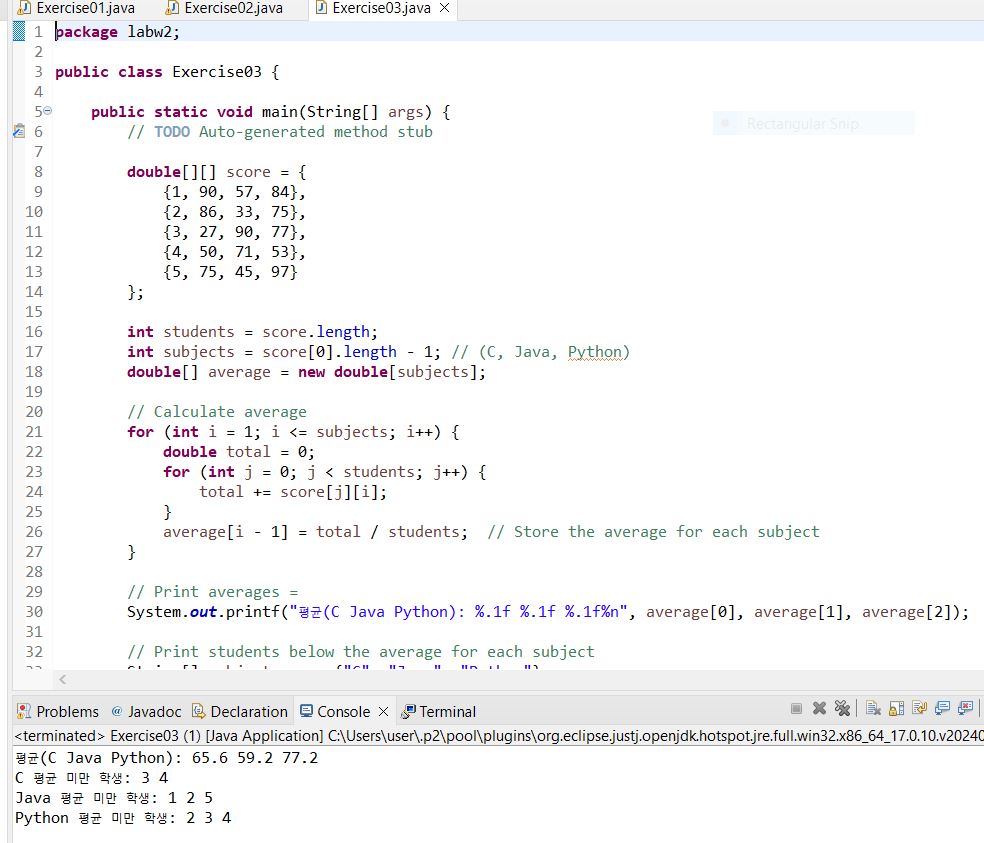 Exercise01.java Exercise02.java Exercise03.java
1 package labw2;
2
3 public class Exercise03 {
4
5 public static void main(String[] args) {
6 // TODO Auto-generated method stub
Rectangular Snip
7
8 double[][] score = {
9 {1, 90, 57, 84},
10 {2, 86, 33, 75},
11 {3, 27, 90, 77},
12 {4, 50, 71, 53},
13 {5, 75, 45, 97}
14 };
15
16 int students = score.length;
17 int subjects = score[0].length - 1; // (C, Java, Python)
18 double[] average = new double[subjects];
19
20 // Calculate average
21 for (int i = 1; i <= subjects; i++) {
22 double total = 0;
23 for (int j = 0; j < students; j++) {
24 total += score[j][i];
25 }
26 average[i - 1] = total / students; // Store the average for each subject
27 }
28
29 // Print averages =
30 System.out.printf("평균(C Java Python): %.1f %.1f %.1f%n", average[0], average[1], average[2]);
31
32 // Print students below the average for each subject
Problems @ Javadoc Declaration Console Terminal
<terminated> Exercise03 (1) [Java Application] C:\Users\user\.p2\pool\plugins\org.eclipse.justj.openjdk.hotspot.jre.full.win32.x86_64_17.0.10.v20240
평균(C Java Python): 65.6 59.2 77.2
C 평균 미만 학생: 3 4
Java 평균 미만 학생: 1 2 5
Python 평균 미만 학생: 2 3 4